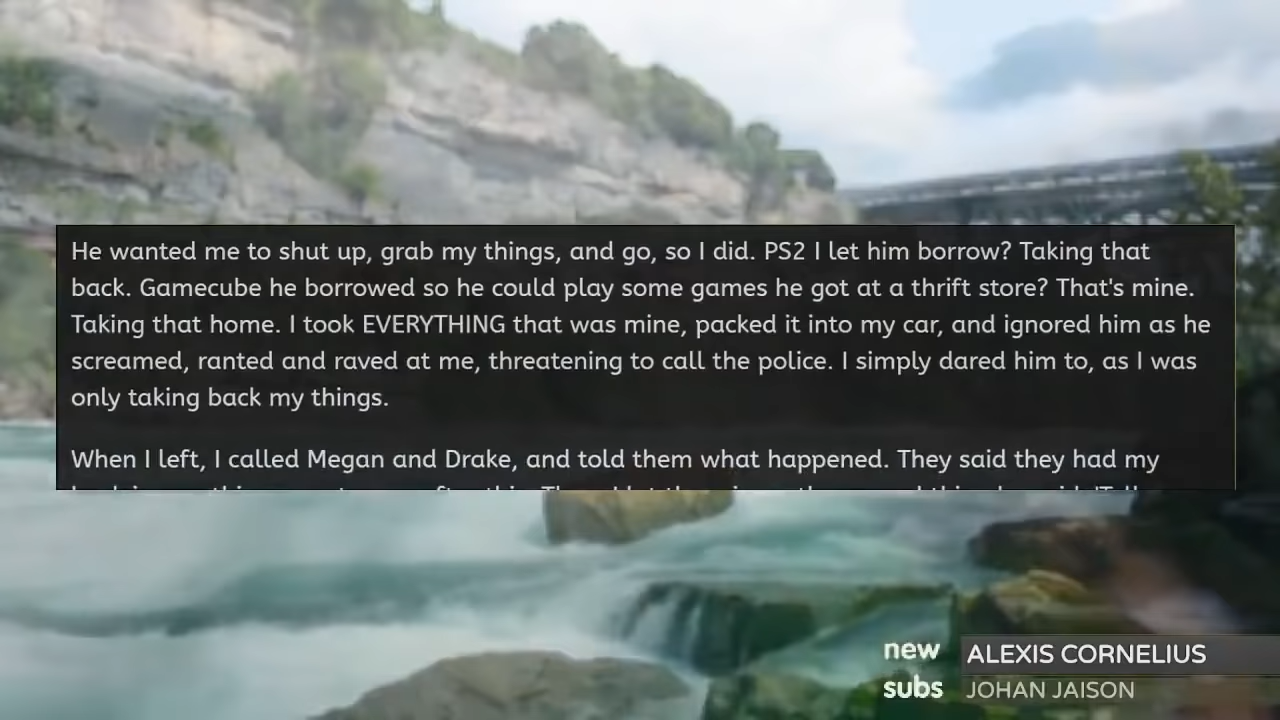 He wanted me to shut up, grab my things, and go, so I did. PS2 I let him borrow? Taking that
back. Gamecube he borrowed so he could play some games he got at a thrift store? That's mine.
Taking that home. I took EVERYTHING that was mine, packed it into my car, and ignored him as he
screamed, ranted and raved at me, threatening to call the police. I simply dared him to, as I was
only taking back my things.
When I left, I called Megan and Drake, and told them what happened. They said they had my
new ALEXIS CORNELIUS
subs JOHAN JAISON